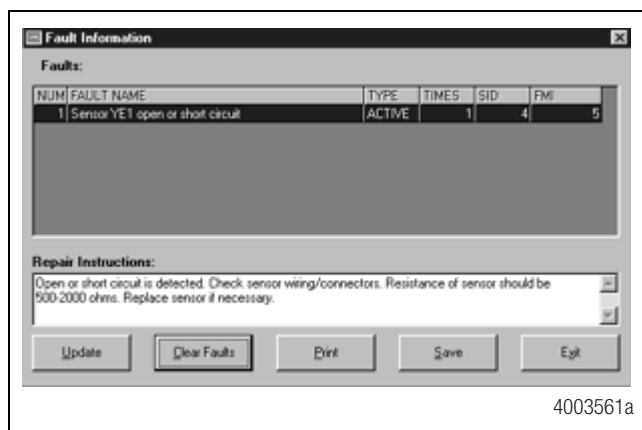 Fault Information
Faults:
NUM FAULT NAME TYPE TIMES SID FMI
1 Sensor YE1 open or short circuit ACTIVE 1 4 5
Repair Instructions:
Open or short circuit is detected. Check sensor wiring/connectors. Resistance of sensor should be
500-2000 ohms. Replace sensor if necessary.
Update Clear Faults Print Save Exit
4003561a